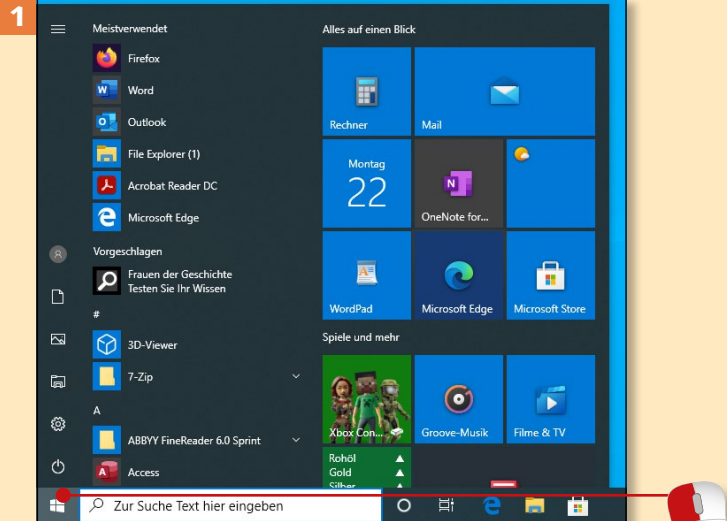 1
Meistverwendet
Firefox
Word
Outlook
File Explorer (1)
Acrobat Reader DC
Microsoft Edge
Vorgeschlagen
Frauen der Geschichte
Testen Sie Ihr Wissen
#
3D-Viewer
7-Zip
A
ABBYY FineReader 6.0 Sprint
Access
Alles auf einen Blick
Rechner
Mail
Montag
22
OneNote for...
WordPad
Microsoft Edge
Microsoft Store
Spiele und mehr
Xbox Con...
Groove-Musik
Filme & TV
Rohöl
Gold
Silber
Zur Suche Text hier eingeben